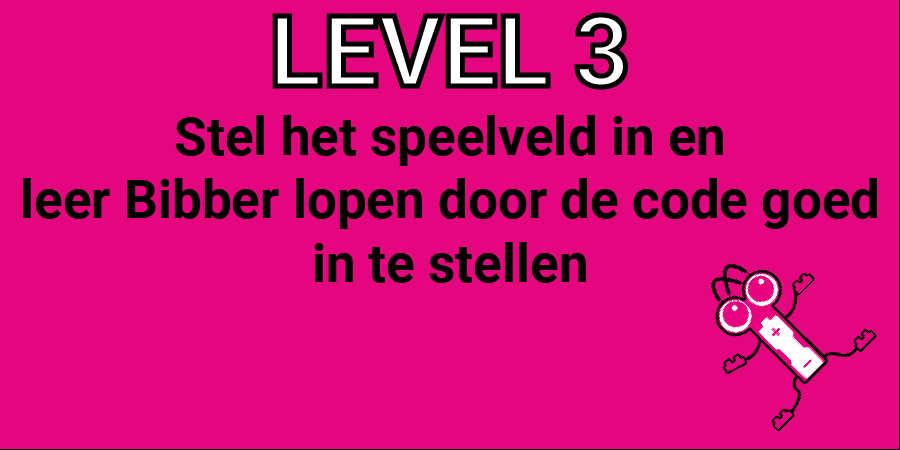 LEVEL 3
Stel het speelveld in en
leer Bibber lopen door de code goed
in te stellen
+
-